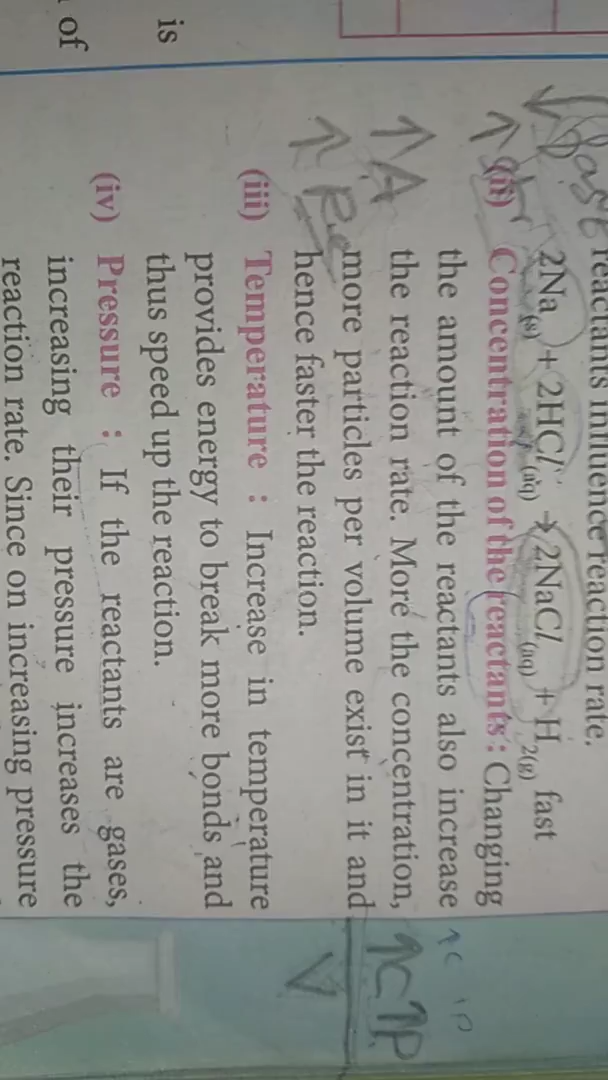 reactants influence reaction rate.
2Na(s) + 2HCl(aq) → 2NaCl(aq) + H2(g) fast
(ii) Concentration of the reactants : Changing
the amount of the reactants also increase
the reaction rate. More the concentration,
more particles per volume exist in it and
hence faster the reaction.
(iii) Temperature : Increase in temperature
provides energy to break more bonds and
thus speed up the reaction.
(iv) Pressure : If the reactants are gases,
increasing their pressure increases the
reaction rate. Since on increasing pressure
is
of
fast
↑ A
↑ Re
↑C ↑P
↑C ↑P
V